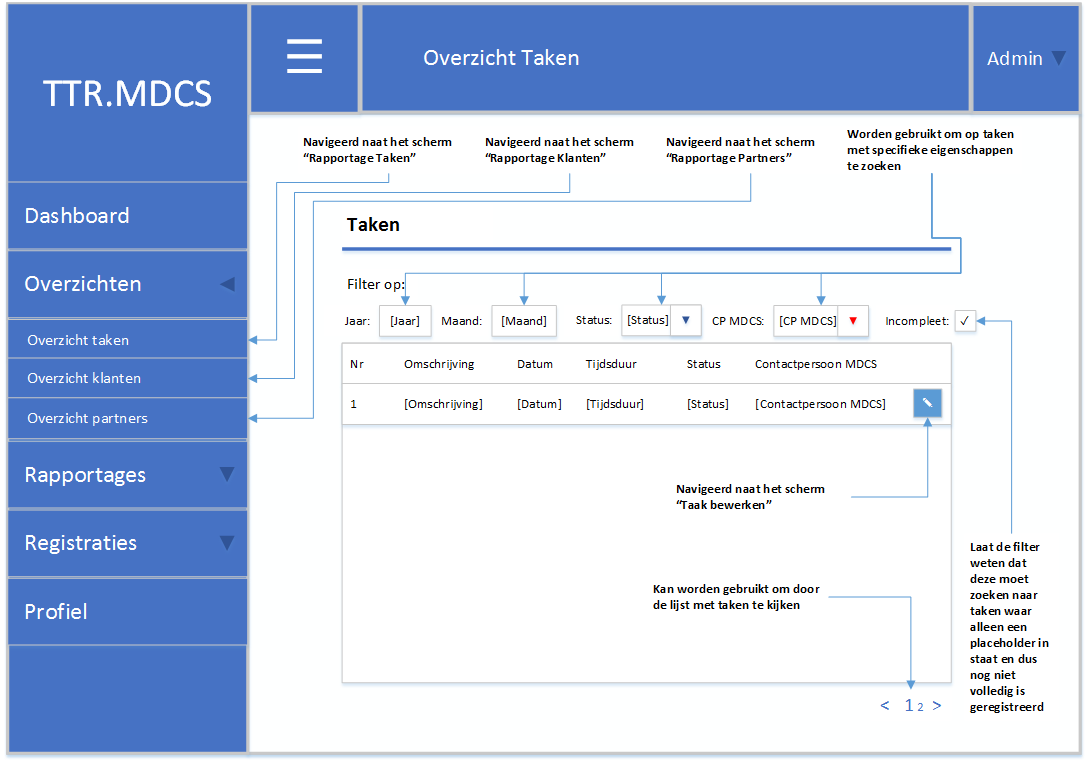 TTR.MDCS
Overzicht Taken
Admin
Dashboard
Overzichten
Overzicht taken
Overzicht klanten
Overzicht partners
Rapportages
Registraties
Profiel
Navigeerd naat het scherm
“Rapportage Taken”
Navigeerd naat het scherm
“Rapportage Klanten”
Navigeerd naat het scherm
“Rapportage Partners”
Worden gebruikt om op taken
met specifieke eigenschappen
te zoeken
Taken
Filter op:
Jaar: [Jaar] Maand: [Maand] Status: [Status] CP MDCS: [CP MDCS] Incompleet: ✓
Nr Omschrijving Datum Tijdsduur Status Contactpersoon MDCS
1 [Omschrijving] [Datum] [Tijdsduur] [Status] [Contactpersoon MDCS]
Navigeerd naat het scherm
“Taak bewerken”
Kan worden gebruikt om door
de lijst met taken te kijken
Laat de filter
weten dat
deze moet
zoeken naar
taken waar
alleen een
placeholder in
staat en dus
nog niet
volledig is
geregistreerd
< 1 2 >